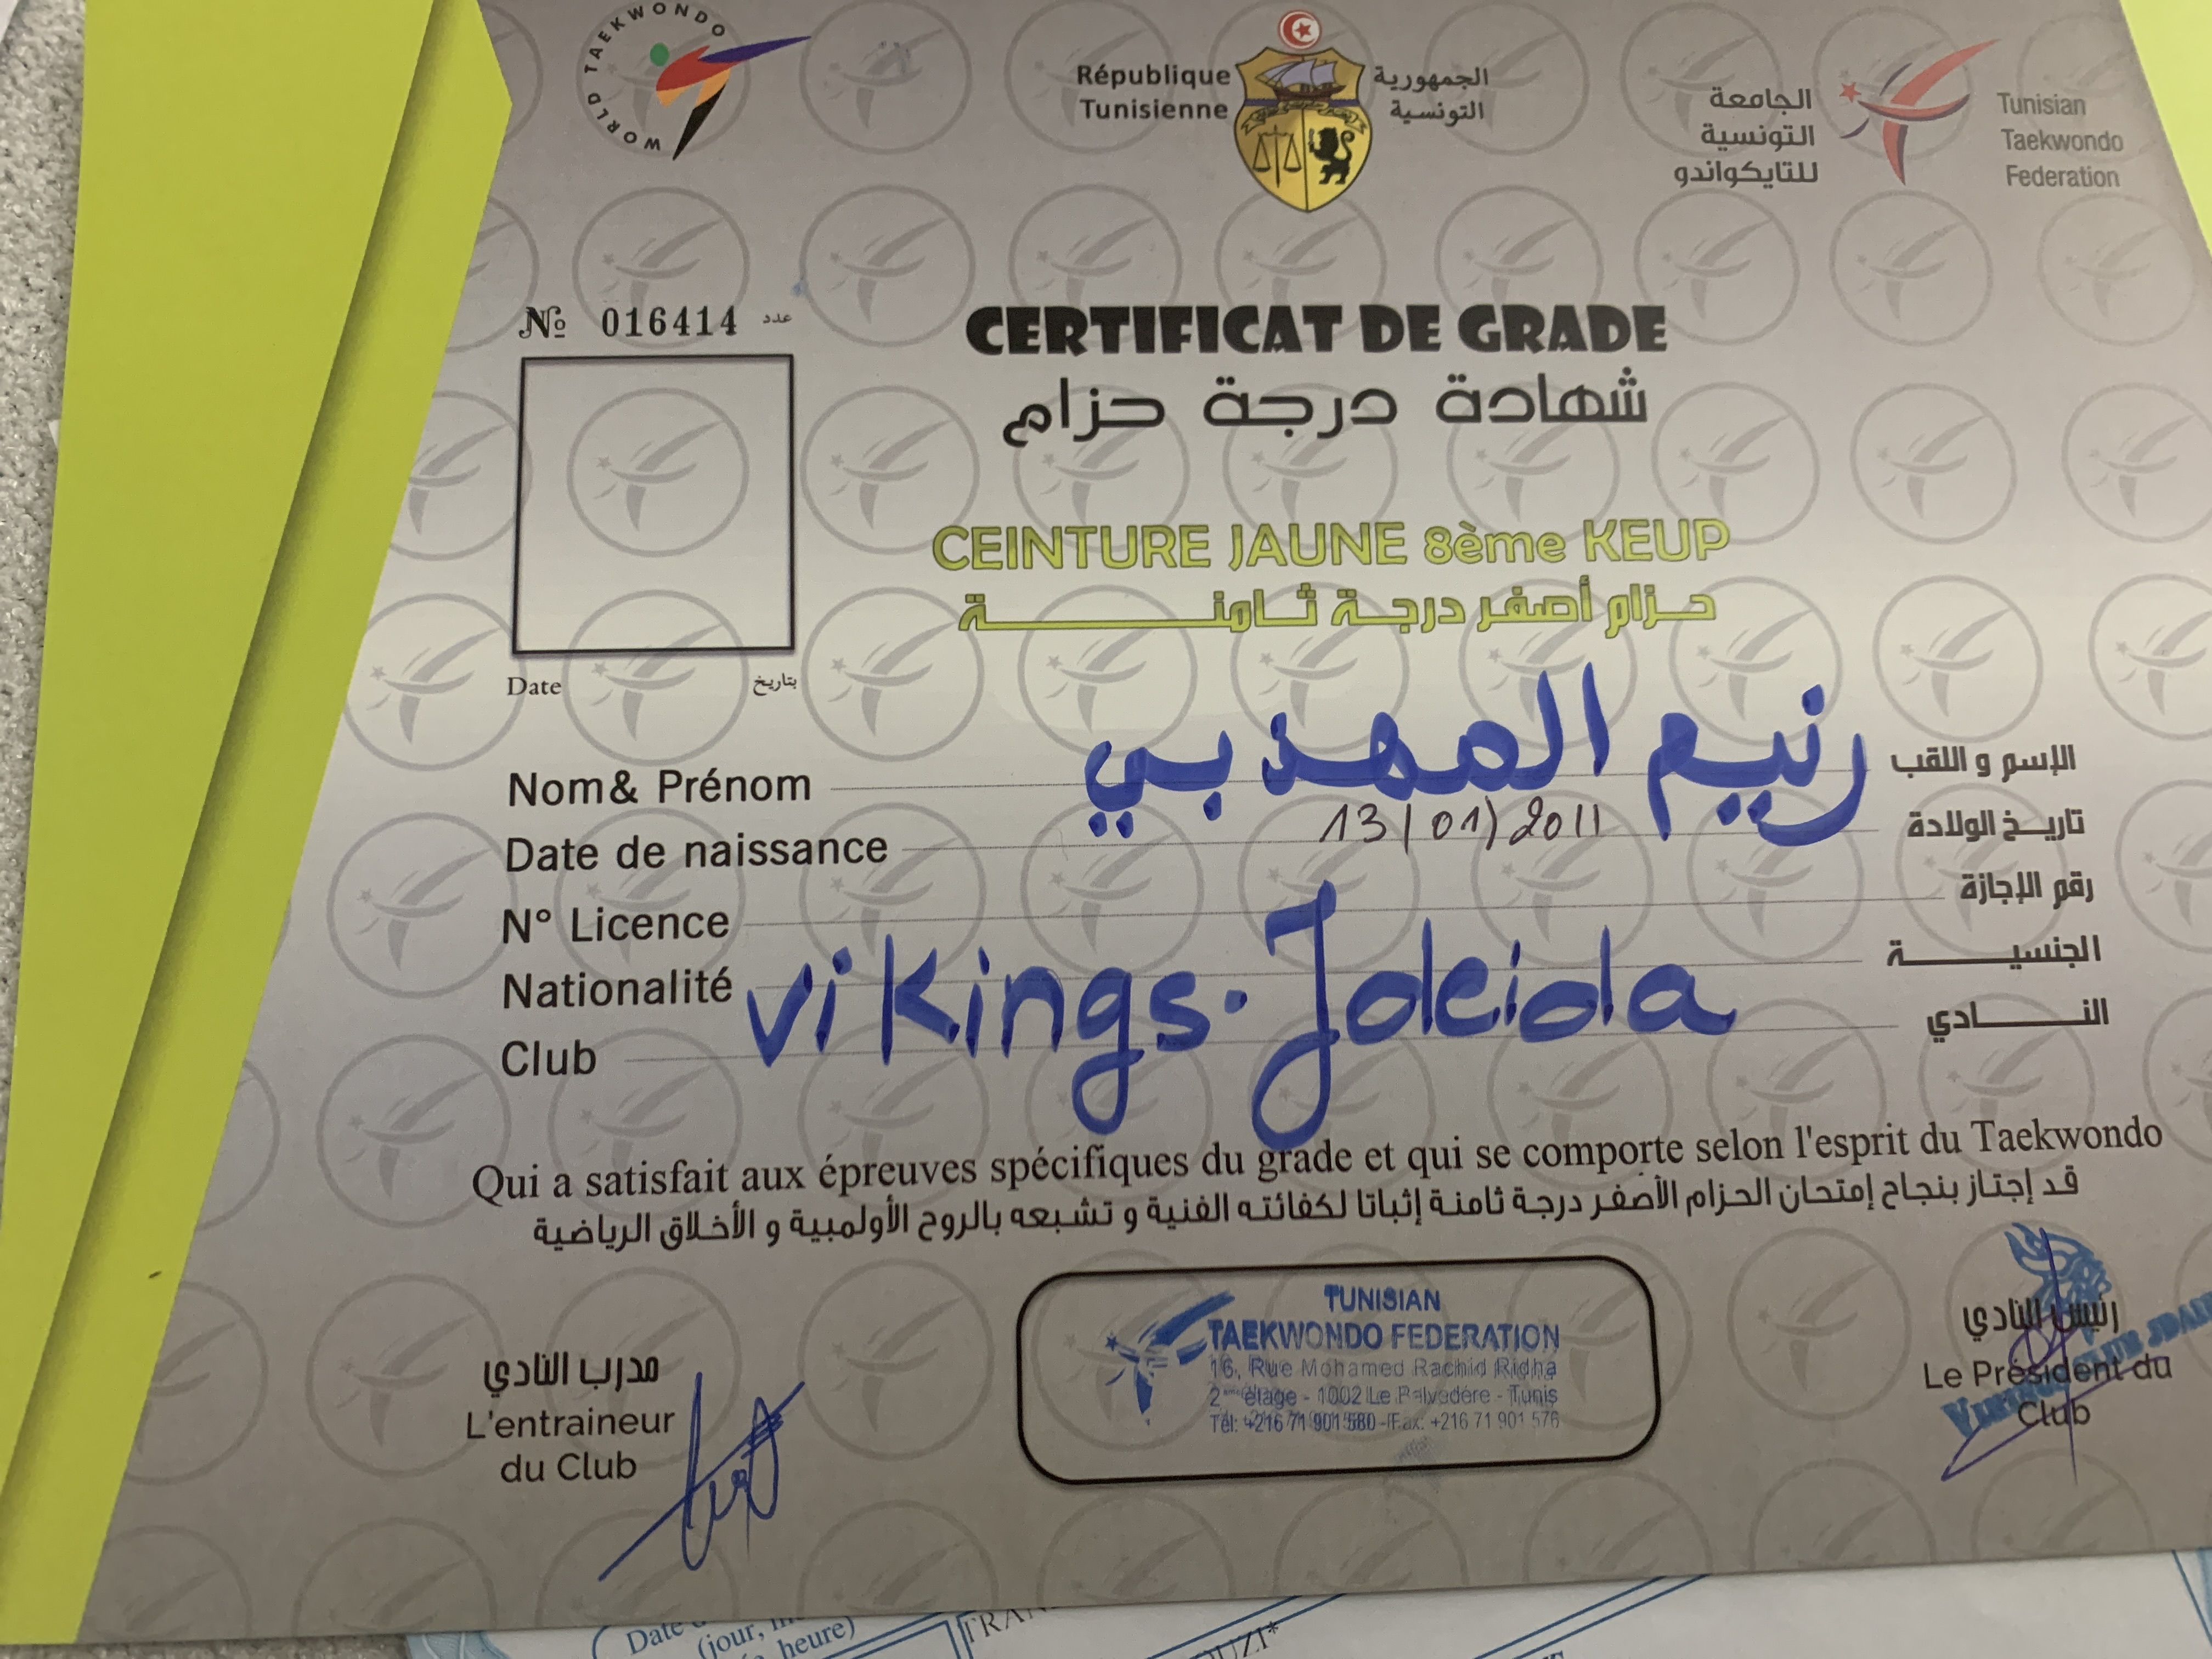 WORLD TAEKWONDO
République
Tunisienne
الجمهورية
التونسية
الجامعة
التونسية
للتايكواندو
Tunisian
Taekwondo
Federation
№ 016414 عدد
CERTIFICAT DE GRADE
شهادة درجة حزام
CEINTURE JAUNE 8ème KEUP
حزام أصفر درجة ثامنة
Date بتاريخ
Nom& Prénom رنيم المهذبي الإسم و اللقب
Date de naissance 13/01/2011 تاريخ الولادة
N° Licence رقم الإجازة
Nationalité الجنسية
Club vikings. Jdeida النادي
Qui a satisfait aux épreuves spécifiques du grade et qui se comporte selon l'esprit du Taekwondo
قد إجتاز بنجاح إمتحان الحزام الأصفر درجة ثامنة إثباتا لكفائته الفنية و تشبعه بالروح الأولمبية و الأخلاق الرياضية
مدرب النادي
L'entraineur
du Club
TUNISIAN
TAEKWONDO FEDERATION
16, Rue Mohamed Rachid Ridha
2ème étage - 1002 Le Belvédère - Tunis
Tél: +216 71 901 580 - Fax: +216 71 901 576
رئيس النادي
Le Président du
Club
Date
(jour,
heure)